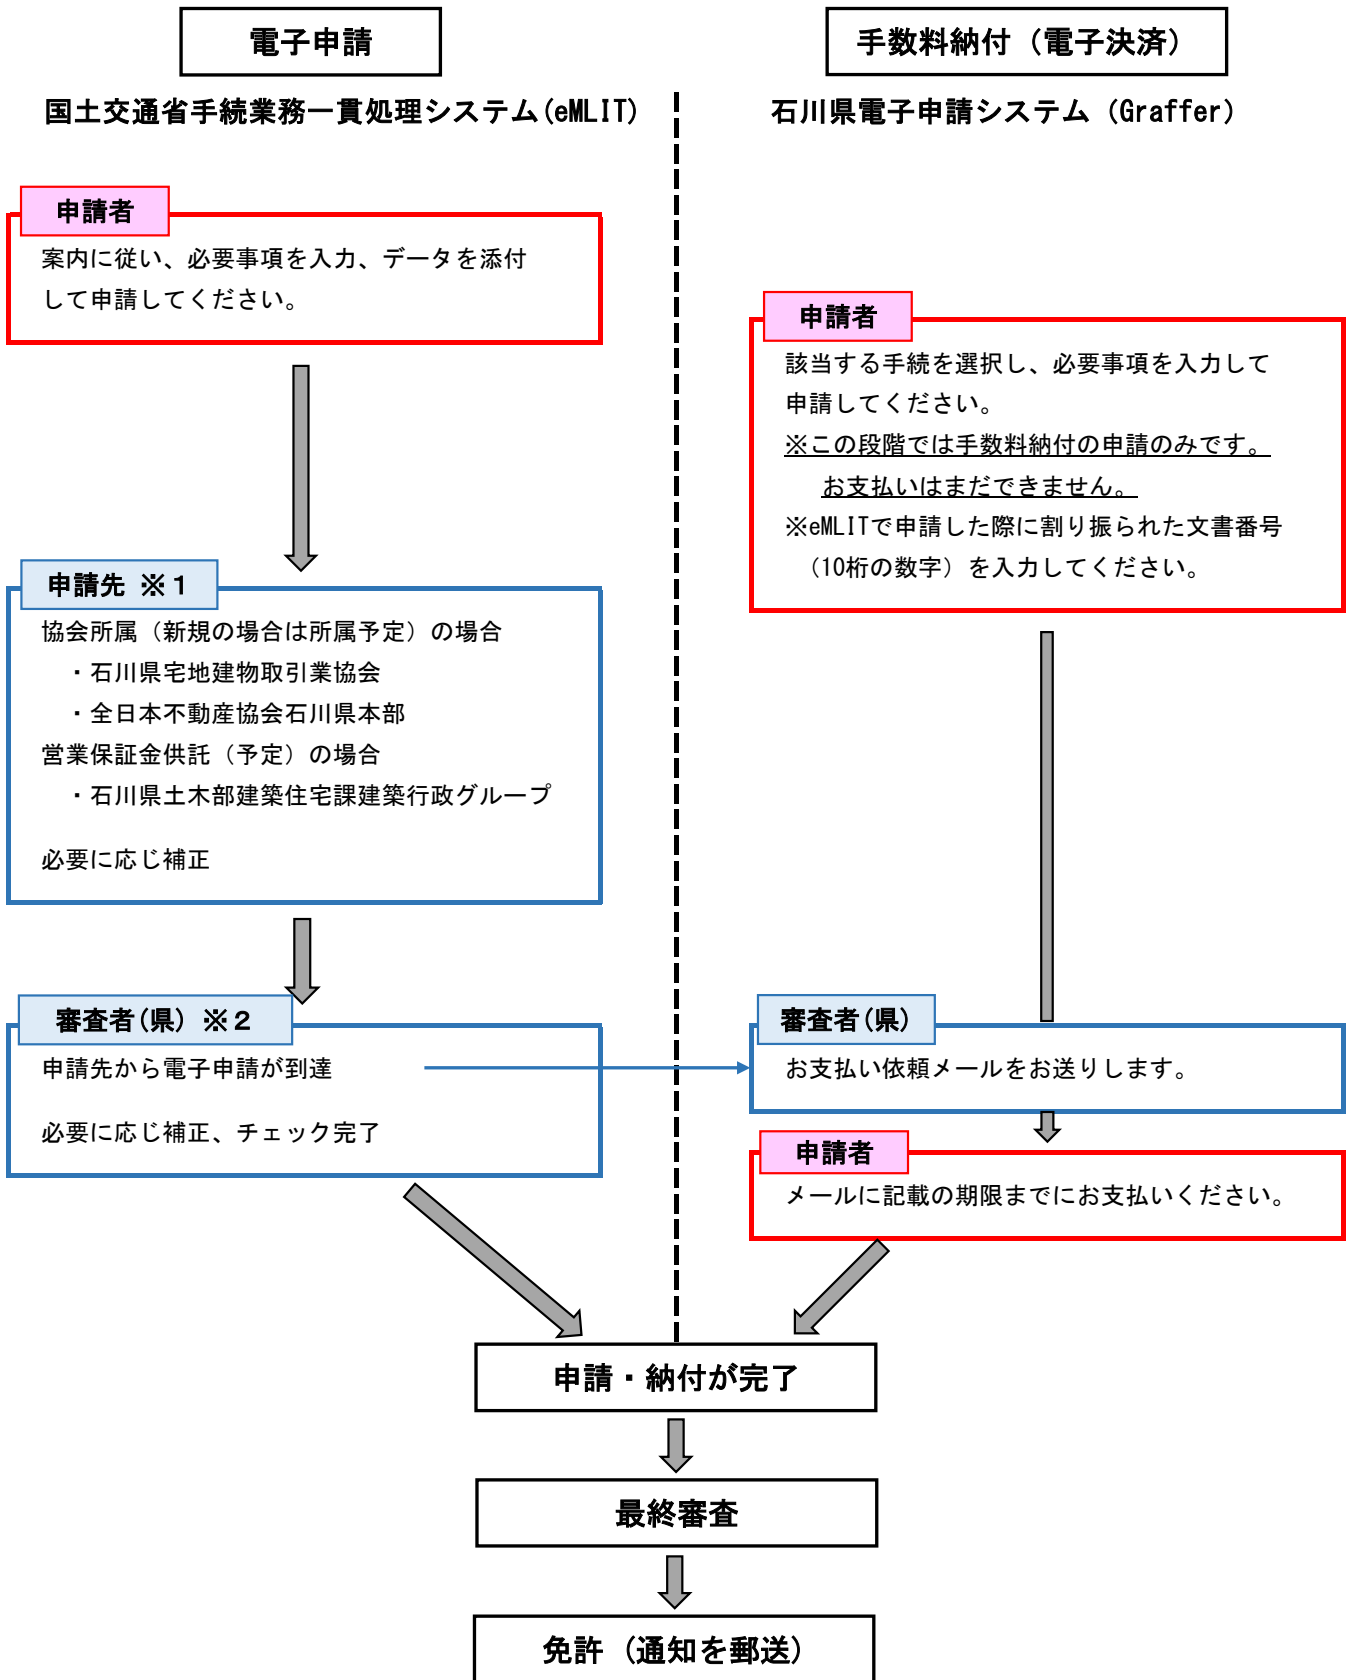 電子申請
国土交通省手続業務一貫処理システム(eMLIT)
申請者
案内に従い、必要事項を入力、データを添付
して申請してください。
申請先 ※１
協会所属（新規の場合は所属予定）の場合
・石川県宅地建物取引業協会
・全日本不動産協会石川県本部
営業保証金供託（予定）の場合
・石川県土木部建築住宅課建築行政グループ
必要に応じ補正
審査者(県) ※２
申請先から電子申請が到達
必要に応じ補正、チェック完了
手数料納付（電子決済）
石川県電子申請システム（Graffer）
申請者
該当する手続を選択し、必要事項を入力して
申請してください。
※この段階では手数料納付の申請のみです。
お支払いはまだできません。
※eMLITで申請した際に割り振られた文書番号
（10桁の数字）を入力してください。
審査者(県)
お支払い依頼メールをお送りします。
申請者
メールに記載の期限までにお支払いください。
申請・納付が完了
最終審査
免許（通知を郵送）